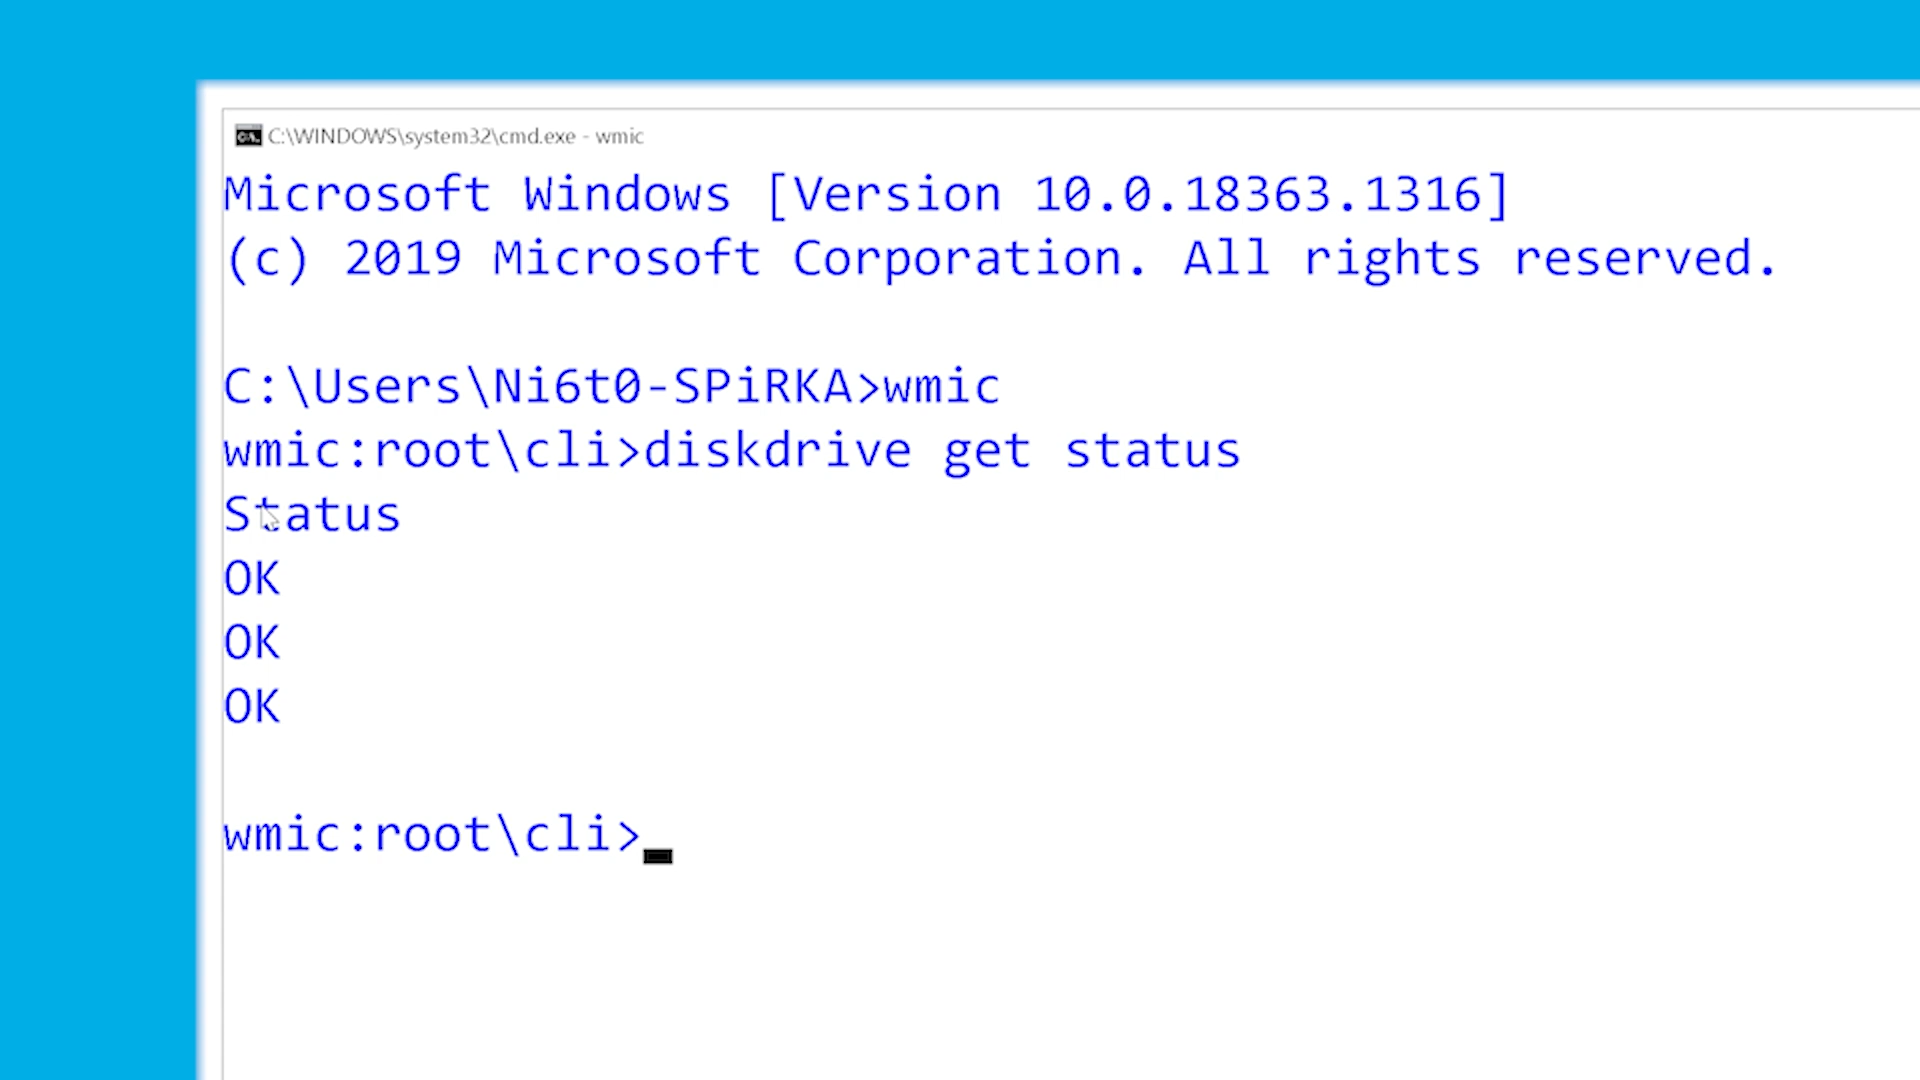 C:\WINDOWS\system32\cmd.exe - wmic
Microsoft Windows [Version 10.0.18363.1316]
(c) 2019 Microsoft Corporation. All rights reserved.
C:\Users\Ni6t0-SPiRKA>wmic
wmic:root\cli>diskdrive get status
Status
OK
OK
OK
wmic:root\cli>